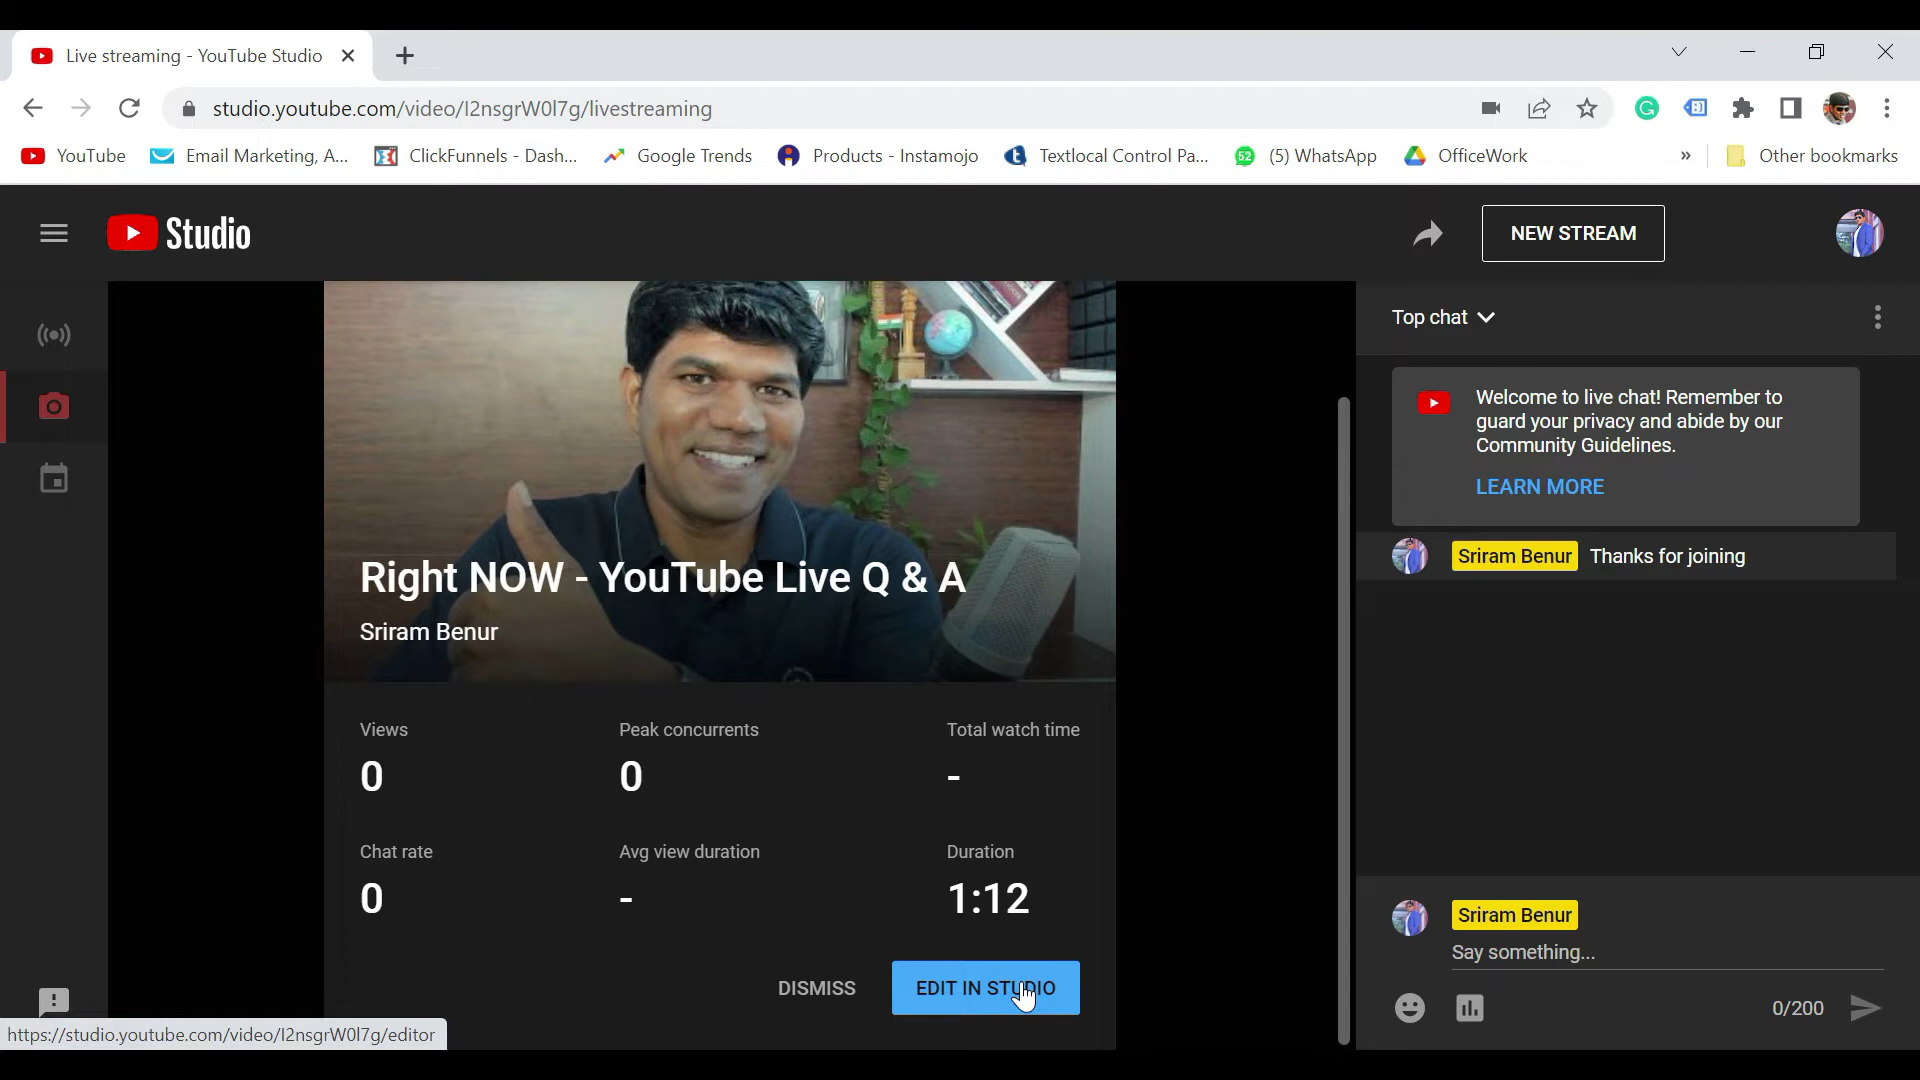 Live streaming - YouTube Studio
studio.youtube.com/video/I2nsgrW0l7g/livestreaming
YouTube
Email Marketing, A...
ClickFunnels - Dash...
Google Trends
Products - Instamojo
Textlocal Control Pa...
52
(5) WhatsApp
OfficeWork
»
Other bookmarks
Studio
NEW STREAM
Top chat
Welcome to live chat! Remember to
guard your privacy and abide by our
Community Guidelines.
LEARN MORE
Sriram Benur Thanks for joining
Right NOW - YouTube Live Q & A
Sriram Benur
Views
0
Peak concurrents
0
Total watch time
-
Chat rate
0
Avg view duration
-
Duration
1:12
DISMISS
EDIT IN STUDIO
Sriram Benur
Say something...
0/200
https://studio.youtube.com/video/I2nsgrW0l7g/editor